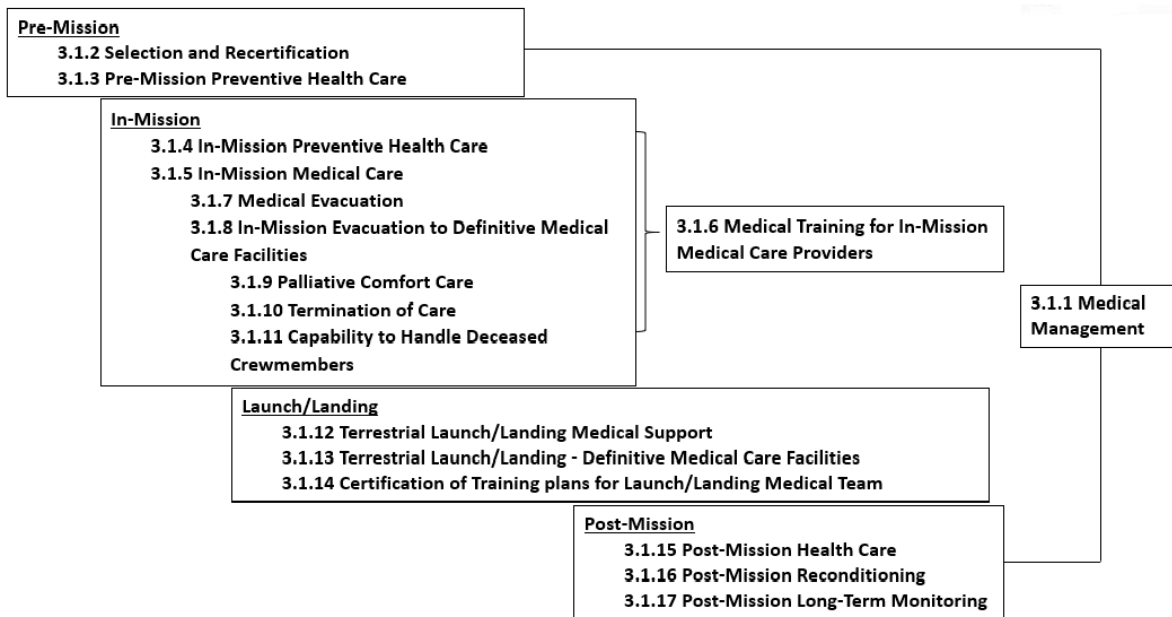 Pre-Mission
3.1.2 Selection and Recertification
3.1.3 Pre-Mission Preventive Health Care
In-Mission
3.1.4 In-Mission Preventive Health Care
3.1.5 In-Mission Medical Care
3.1.7 Medical Evacuation
3.1.8 In-Mission Evacuation to Definitive Medical
Care Facilities
3.1.9 Palliative Comfort Care
3.1.10 Termination of Care
3.1.11 Capability to Handle Deceased
Crewmembers
3.1.6 Medical Training for In-Mission
Medical Care Providers
3.1.1 Medical
Management
Launch/Landing
3.1.12 Terrestrial Launch/Landing Medical Support
3.1.13 Terrestrial Launch/Landing - Definitive Medical Care Facilities
3.1.14 Certification of Training plans for Launch/Landing Medical Team
Post-Mission
3.1.15 Post-Mission Health Care
3.1.16 Post-Mission Reconditioning
3.1.17 Post-Mission Long-Term Monitoring